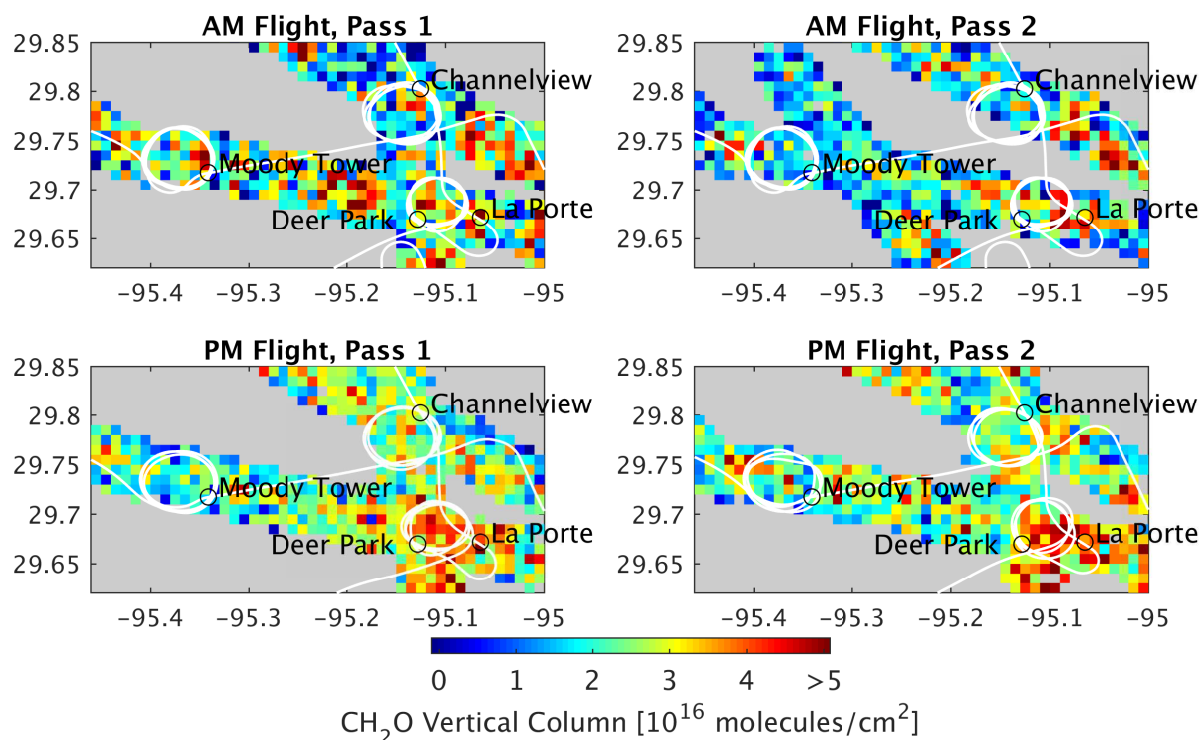 AM Flight, Pass 1
AM Flight, Pass 2
29.85
29.8
29.75
29.7
29.65
Channelview
Moody Tower
La Porte
Deer Park
−95.4 −95.3 −95.2 −95.1 −95
29.85
29.8
29.75
29.7
29.65
Channelview
Moody Tower
La Porte
Deer Park
−95.4 −95.3 −95.2 −95.1 −95
PM Flight, Pass 1
PM Flight, Pass 2
29.85
29.8
29.75
29.7
29.65
Channelview
Moody Tower
La Porte
Deer Park
−95.4 −95.3 −95.2 −95.1 −95
29.85
29.8
29.75
29.7
29.65
Channelview
Moody Tower
La Porte
Deer Park
−95.4 −95.3 −95.2 −95.1 −95
0 1 2 3 4 >5
CH₂O Vertical Column [10¹⁶ molecules/cm²]